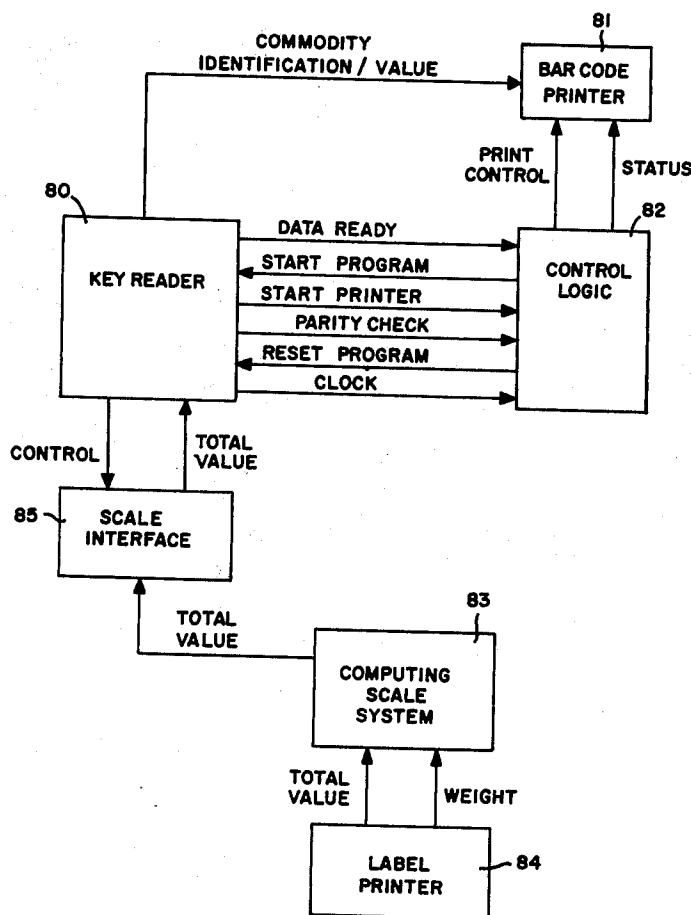 COMMODITY
IDENTIFICATION / VALUE
81
BAR CODE
PRINTER
PRINT
CONTROL
STATUS
80
82
KEY READER
DATA READY
START PROGRAM
START PRINTER
PARITY CHECK
RESET PROGRAM
CLOCK
CONTROL
LOGIC
CONTROL
TOTAL
VALUE
85
SCALE
INTERFACE
TOTAL
VALUE
83
COMPUTING
SCALE
SYSTEM
TOTAL
VALUE
WEIGHT
LABEL
PRINTER
84